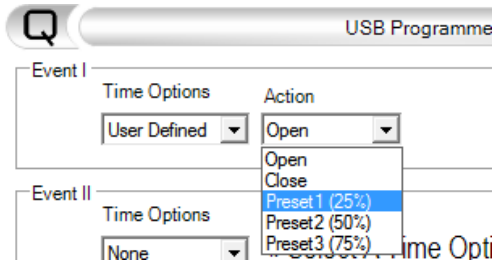 Q
USB Programme
Event I
Time Options
Action
User Defined
Open
Open
Close
Preset1 (25%)
Event II
Time Options
Preset2 (50%)
None
Preset3 (75%)
Time Opti